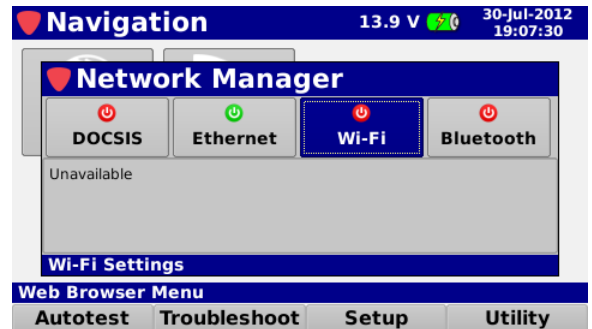 Navigation
13.9 V
30-Jul-2012
19:07:30
Network Manager
DOCSIS
Ethernet
Wi-Fi
Bluetooth
Unavailable
Wi-Fi Settings
Web Browser Menu
Autotest
Troubleshoot
Setup
Utility